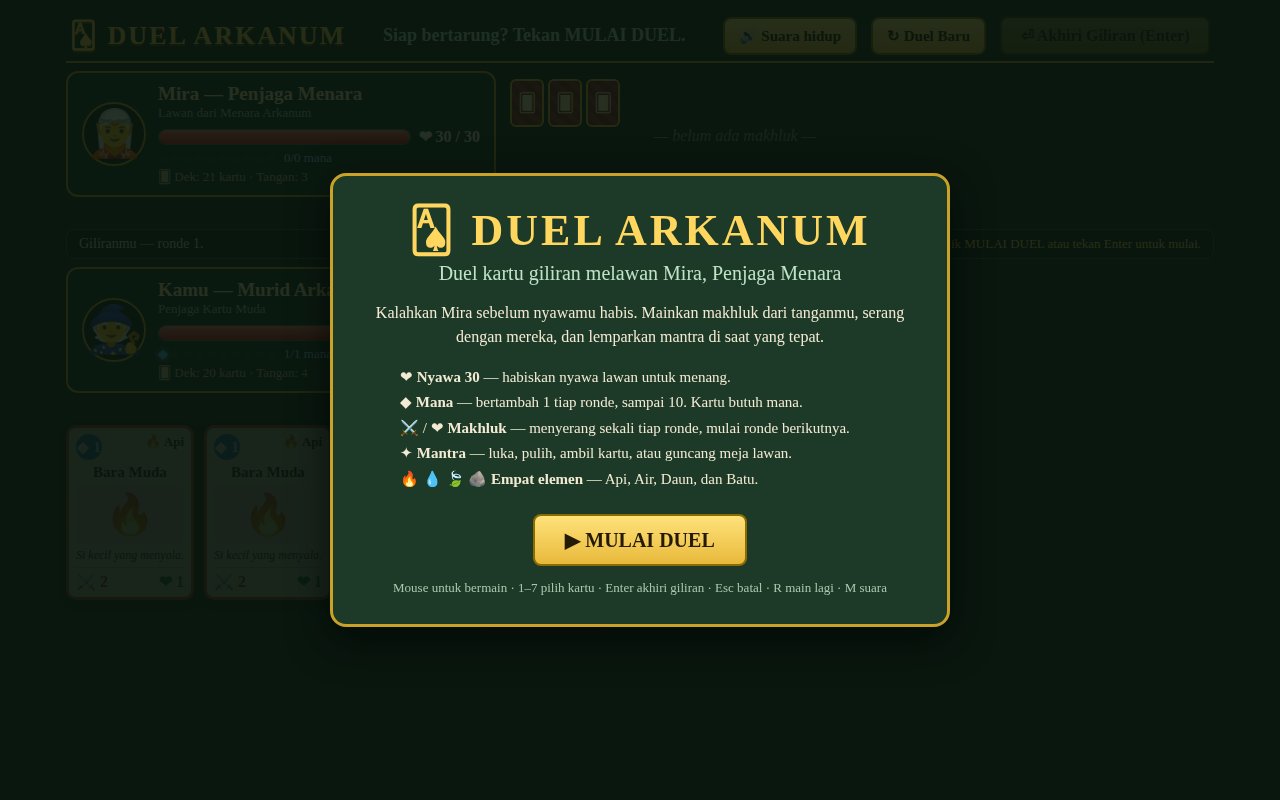 DUEL ARKANUM
Siap bertarung? Tekan MULAI DUEL.
🔊 Suara hidup
↻ Duel Baru
⏎ Akhiri Giliran (Enter)
Mira — Penjaga Menara
Lawan dari Menara Arkanum
❤ 30 / 30
0/0 mana
Dek: 21 kartu · Tangan: 3
— belum ada makhluk —
Giliranmu — ronde 1.
ik MULAI DUEL atau tekan Enter untuk mulai.
Kamu — Murid Arka
Penjaga Kartu Muda
1/1 mana
Dek: 20 kartu · Tangan: 4
◆ 1 🔥 Api
Bara Muda
Si kecil yang menyala.
⚔️ 2 ❤ 1
◆ 1 🔥 Api
Bara Muda
Si kecil yang menyala.
⚔️ 2 ❤ 1
🂡 DUEL ARKANUM
Duel kartu giliran melawan Mira, Penjaga Menara
Kalahkan Mira sebelum nyawamu habis. Mainkan makhluk dari tanganmu, serang
dengan mereka, dan lemparkan mantra di saat yang tepat.
❤ Nyawa 30 — habiskan nyawa lawan untuk menang.
◆ Mana — bertambah 1 tiap ronde, sampai 10. Kartu butuh mana.
⚔️ / ❤ Makhluk — menyerang sekali tiap ronde, mulai ronde berikutnya.
✦ Mantra — luka, pulih, ambil kartu, atau guncang meja lawan.
🔥 💧 🍃 🪨 Empat elemen — Api, Air, Daun, dan Batu.
▶ MULAI DUEL
Mouse untuk bermain · 1–7 pilih kartu · Enter akhiri giliran · Esc batal · R main lagi · M suara